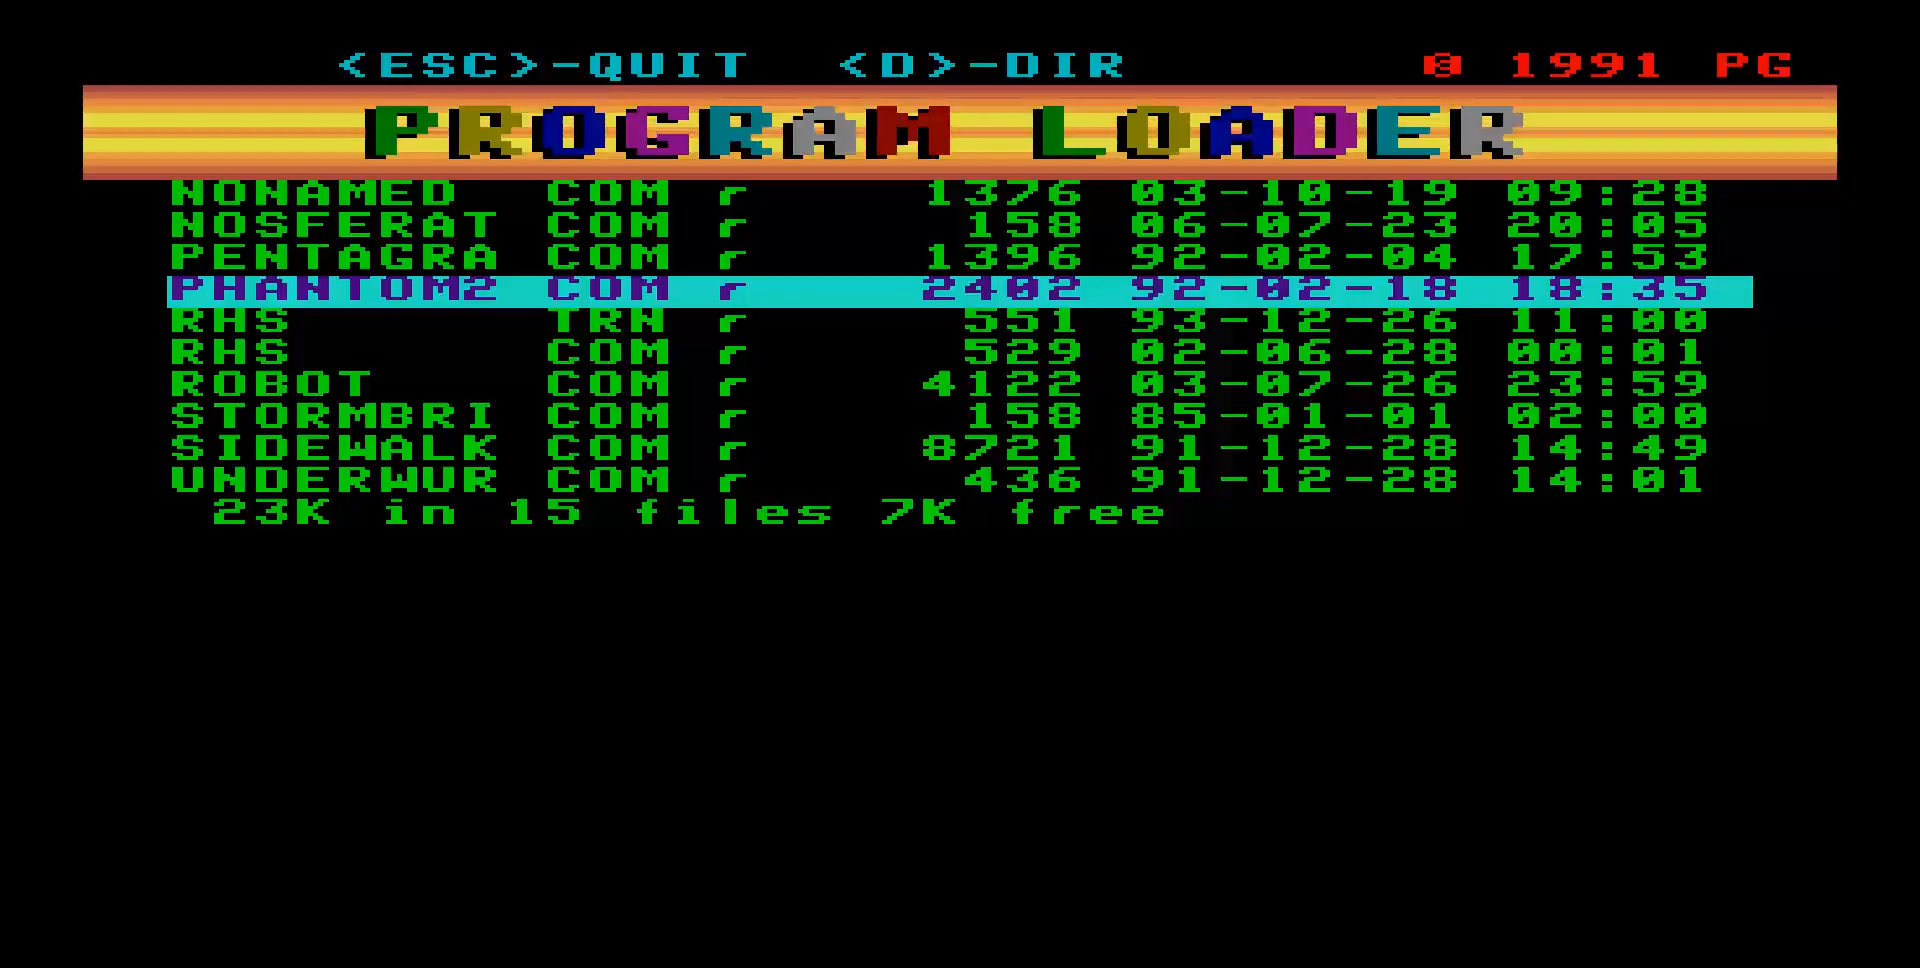 <ESC>-QUIT <D>-DIR @ 1991 PG
PROGRAM LOADER
NONAMED COM r 1376 03-10-19 09:28
NOSFERAT COM r 158 06-07-23 20:05
PENTAGRA COM r 1396 92-02-04 17:53
PHANTOM2 COM r 2402 92-02-18 18:35
RHS TRN r 551 93-12-26 11:00
RHS COM r 529 02-06-28 00:01
ROBOT COM r 4122 03-07-26 23:59
STORMBRI COM r 158 85-01-01 02:00
SIDEWALK COM r 8721 91-12-28 14:49
UNDERWUR COM r 436 91-12-28 14:01
23K in 15 files 7K free